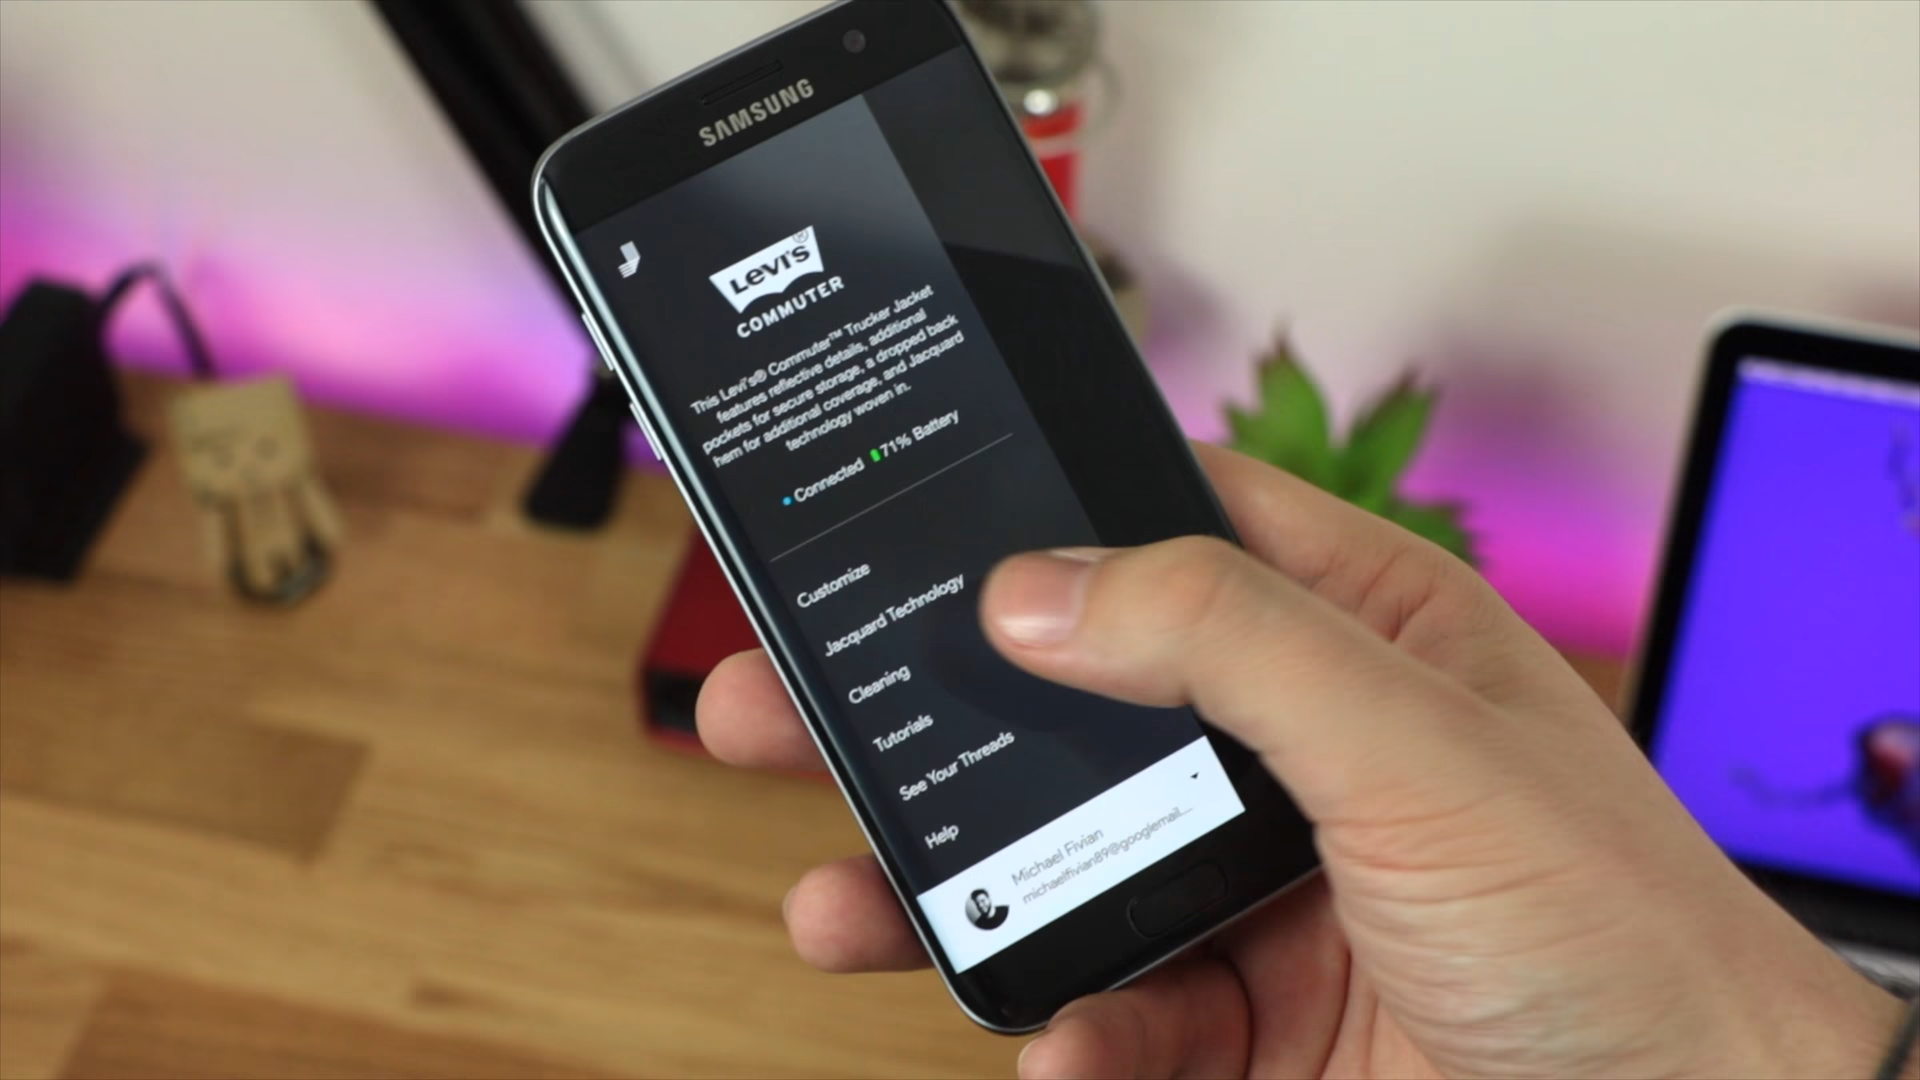 SAMSUNG
LEVI'S®
COMMUTER
This Levi's® Commuter™ Trucker Jacket
features reflective details, additional
pockets for secure storage, a dropped back
hem for additional coverage, and Jacquard
technology woven in.
Connected 71% Battery
Customize
Jacquard Technology
Cleaning
Tutorials
See Your Threads
Help
Michael Fivian
michaelfivian89@googlemail....